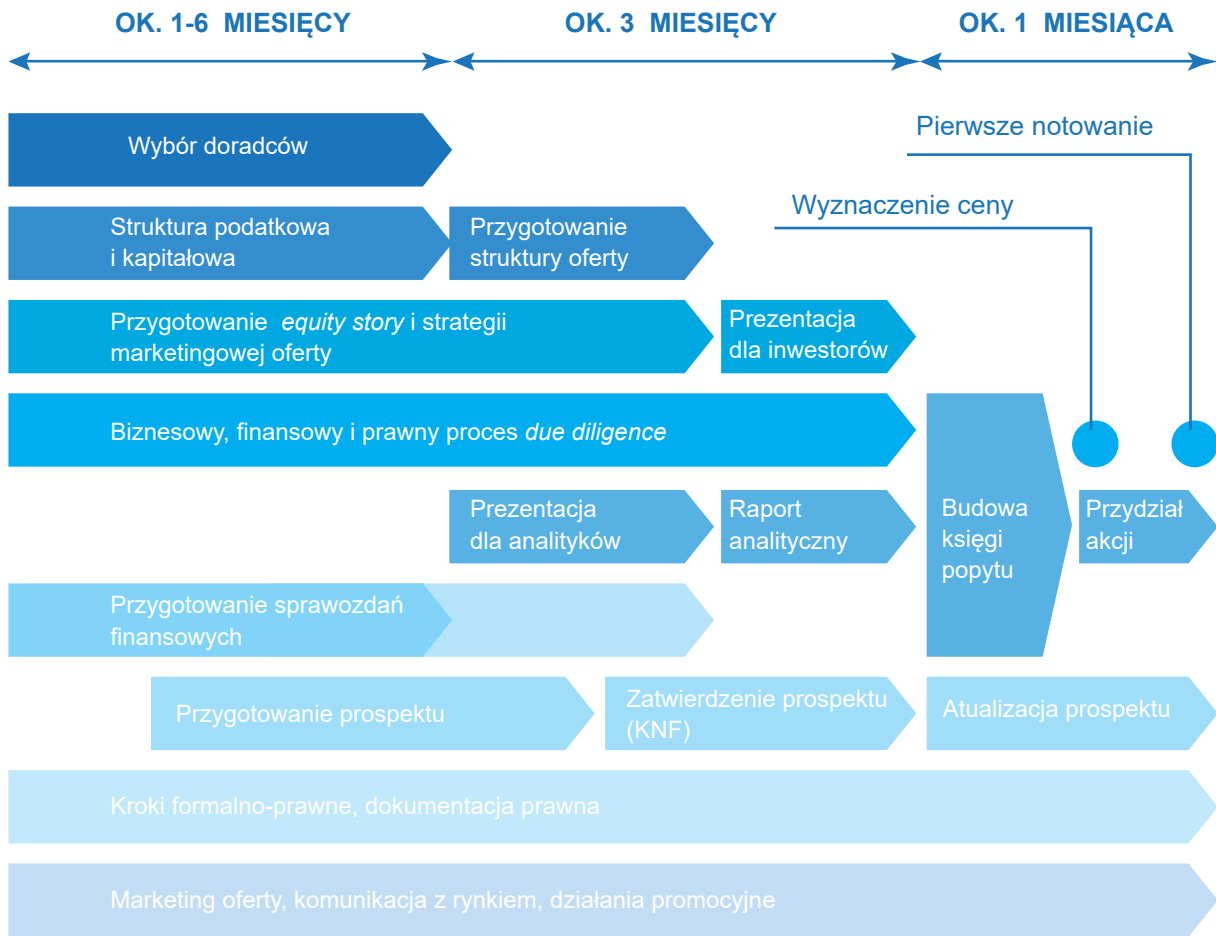 OK. 1-6 MIESIĘCY
OK. 3 MIESIĘCY
OK. 1 MIESIĄCA
Pierwsze notowanie
Wybór doradców
Wyznaczenie ceny
Struktura podatkowa
i kapitałowa
Przygotowanie
struktury oferty
Przygotowanie equity story i strategii
marketingowej oferty
Prezentacja
dla inwestorów
Biznesowy, finansowy i prawny proces due diligence
Prezentacja
dla analityków
Raport
analityczny
Budowa
księgi
popytu
Przydział
akcji
Przygotowanie sprawozdań
finansowych
Przygotowanie prospektu
Zatwierdzenie prospektu
(KNF)
Atualizacja prospektu
Kroki formalno-prawne, dokumentacja prawna
Marketing oferty, komunikacja z rynkiem, działania promocyjne